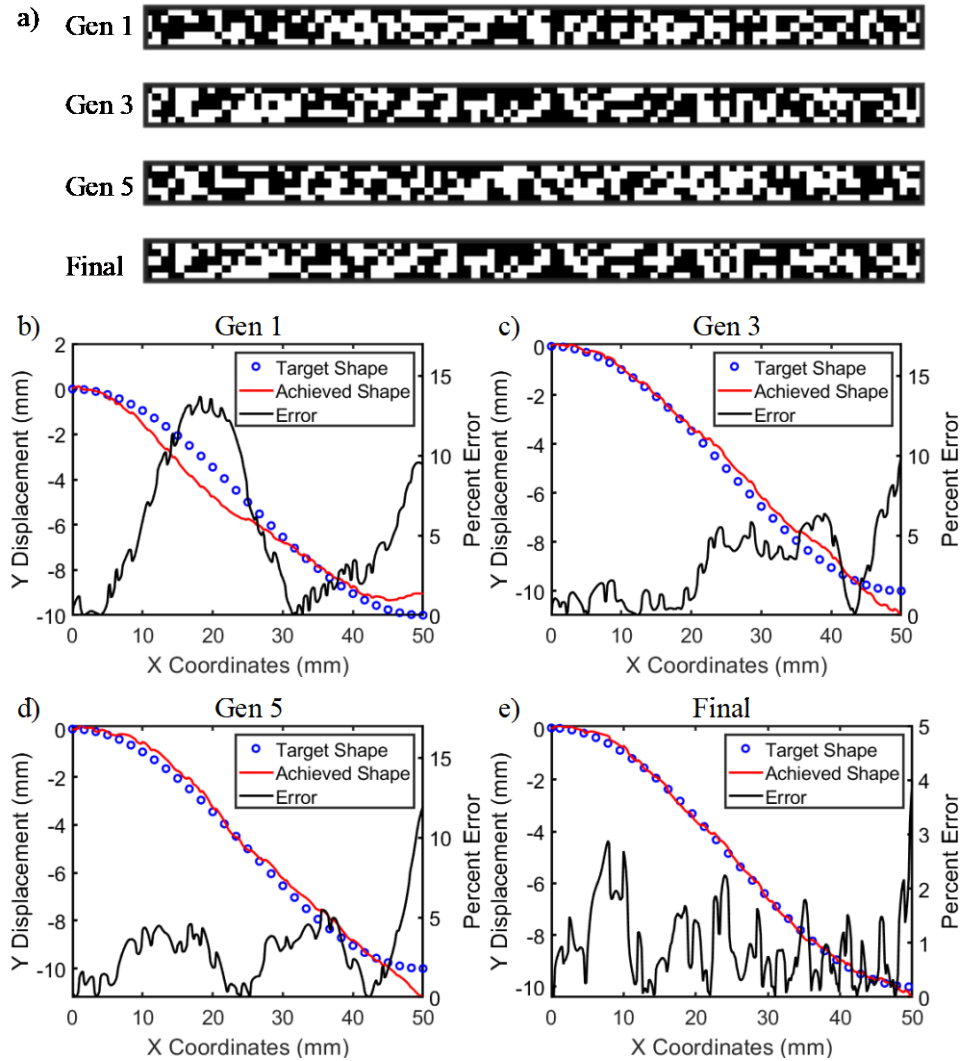 a)
Gen 1
Gen 3
Gen 5
Final
b)
Gen 1
2
0
-2
-4
-6
-8
-10
Y Displacement (mm)
Target Shape
Achieved Shape
Error
15
10
5
0
Percent Error
0
10
20
30
40
50
X Coordinates (mm)
c)
Gen 3
0
-2
-4
-6
-8
-10
Y Displacement (mm)
Target Shape
Achieved Shape
Error
15
10
5
0
Percent Error
0
10
20
30
40
50
X Coordinates (mm)
d)
Gen 5
0
-2
-4
-6
-8
-10
Y Displacement (mm)
Target Shape
Achieved Shape
Error
15
10
5
0
Percent Error
0
10
20
30
40
50
X Coordinates (mm)
e)
Final
0
-2
-4
-6
-8
-10
Y Displacement (mm)
Target Shape
Achieved Shape
Error
5
4
3
2
1
0
Percent Error
0
10
20
30
40
50
X Coordinates (mm)